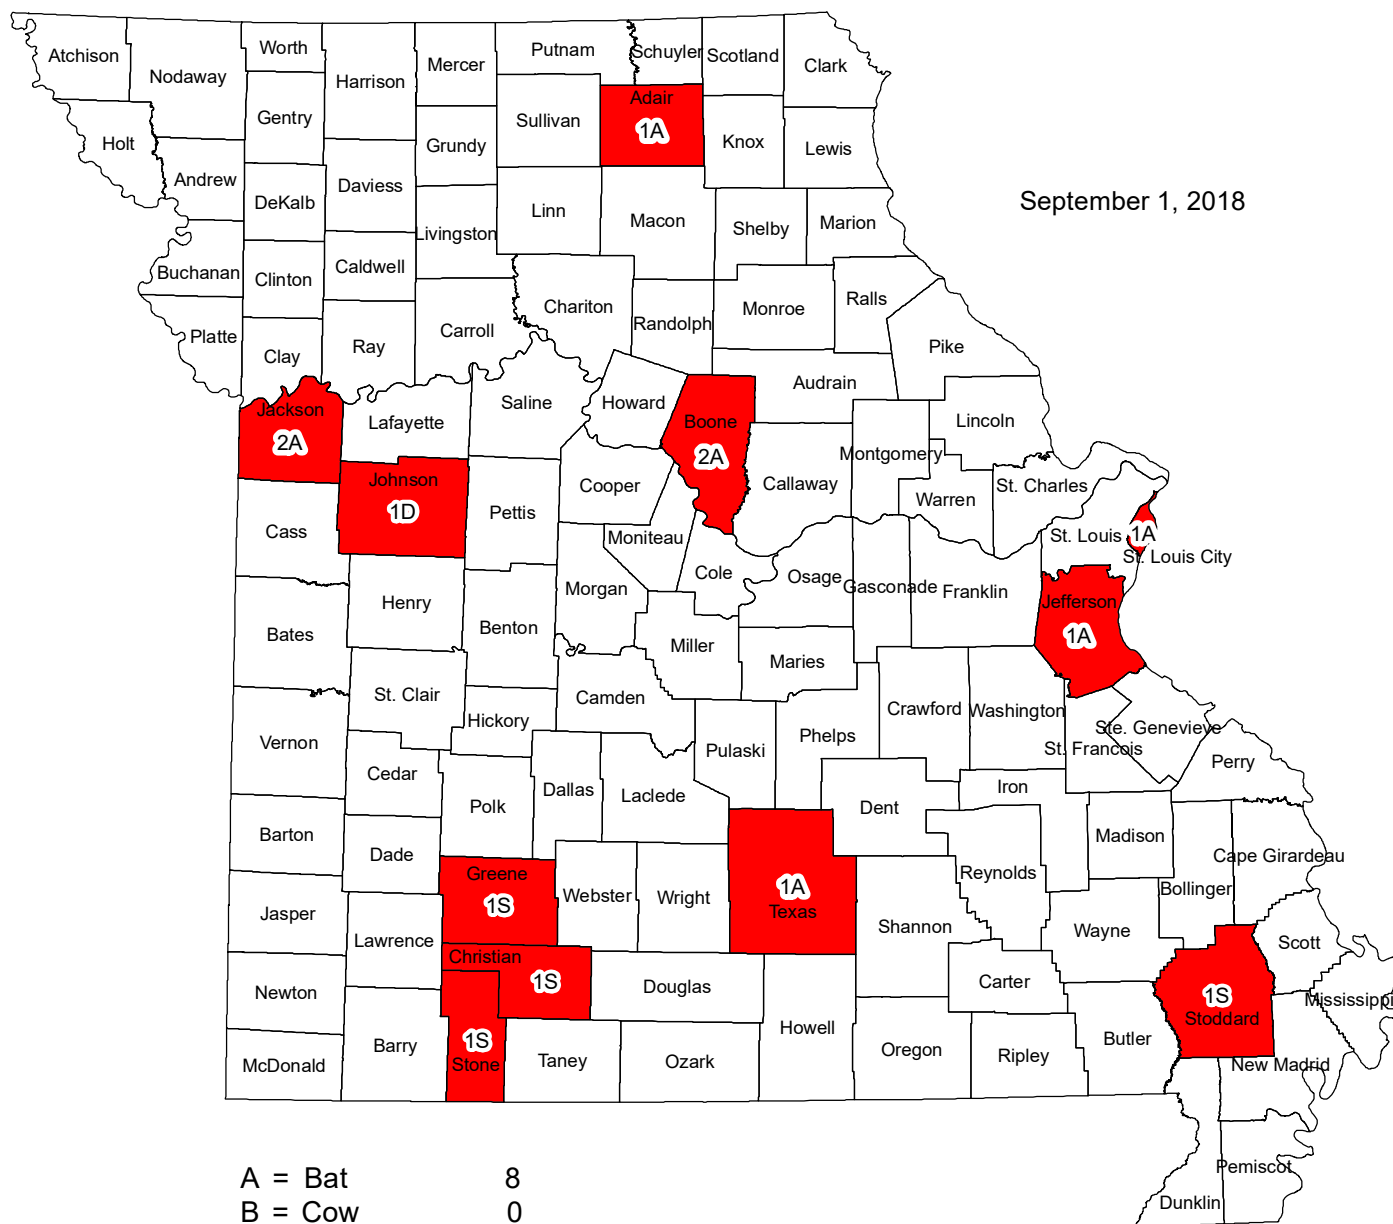 Atchison
Nodaway
Worth
Harrison
Mercer
Putnam
Schuyler
Scotland
Clark
Adair
1A
Holt
Gentry
Sullivan
Grundy
Knox
Lewis
Andrew
DeKalb
Daviess
Linn
Macon
Shelby
Marion
September 1, 2018
Livingston
Buchanan
Clinton
Caldwell
Chariton
Randolph
Monroe
Ralls
Platte
Clay
Ray
Carroll
Pike
Audrain
Jackson
2A
Lafayette
Saline
Howard
Boone
2A
Lincoln
Montgomery
Johnson
1D
Pettis
Cooper
Callaway
Warren
St. Charles
Cass
Moniteau
St. Louis
1A
St. Louis City
Cole
Osage
Gasconade
Franklin
Morgan
Henry
Jefferson
1A
Bates
Benton
Miller
Maries
St. Clair
Camden
Hickory
Crawford
Washington
Ste. Genevieve
St. Francois
Vernon
Pulaski
Phelps
Perry
Cedar
Polk
Dallas
Laclede
Dent
Iron
Barton
Dade
Madison
Cape Girardeau
Greene
1S
Webster
Wright
1A
Texas
Reynolds
Bollinger
Jasper
Lawrence
Shannon
Wayne
Scott
Christian
1S
Newton
Douglas
Carter
1S
Stoddard
Mississippi
Howell
Barry
1S
Stone
Taney
Ozark
Oregon
Ripley
Butler
McDonald
New Madrid
Pemiscot
Dunklin
A = Bat 8
B = Cow 0